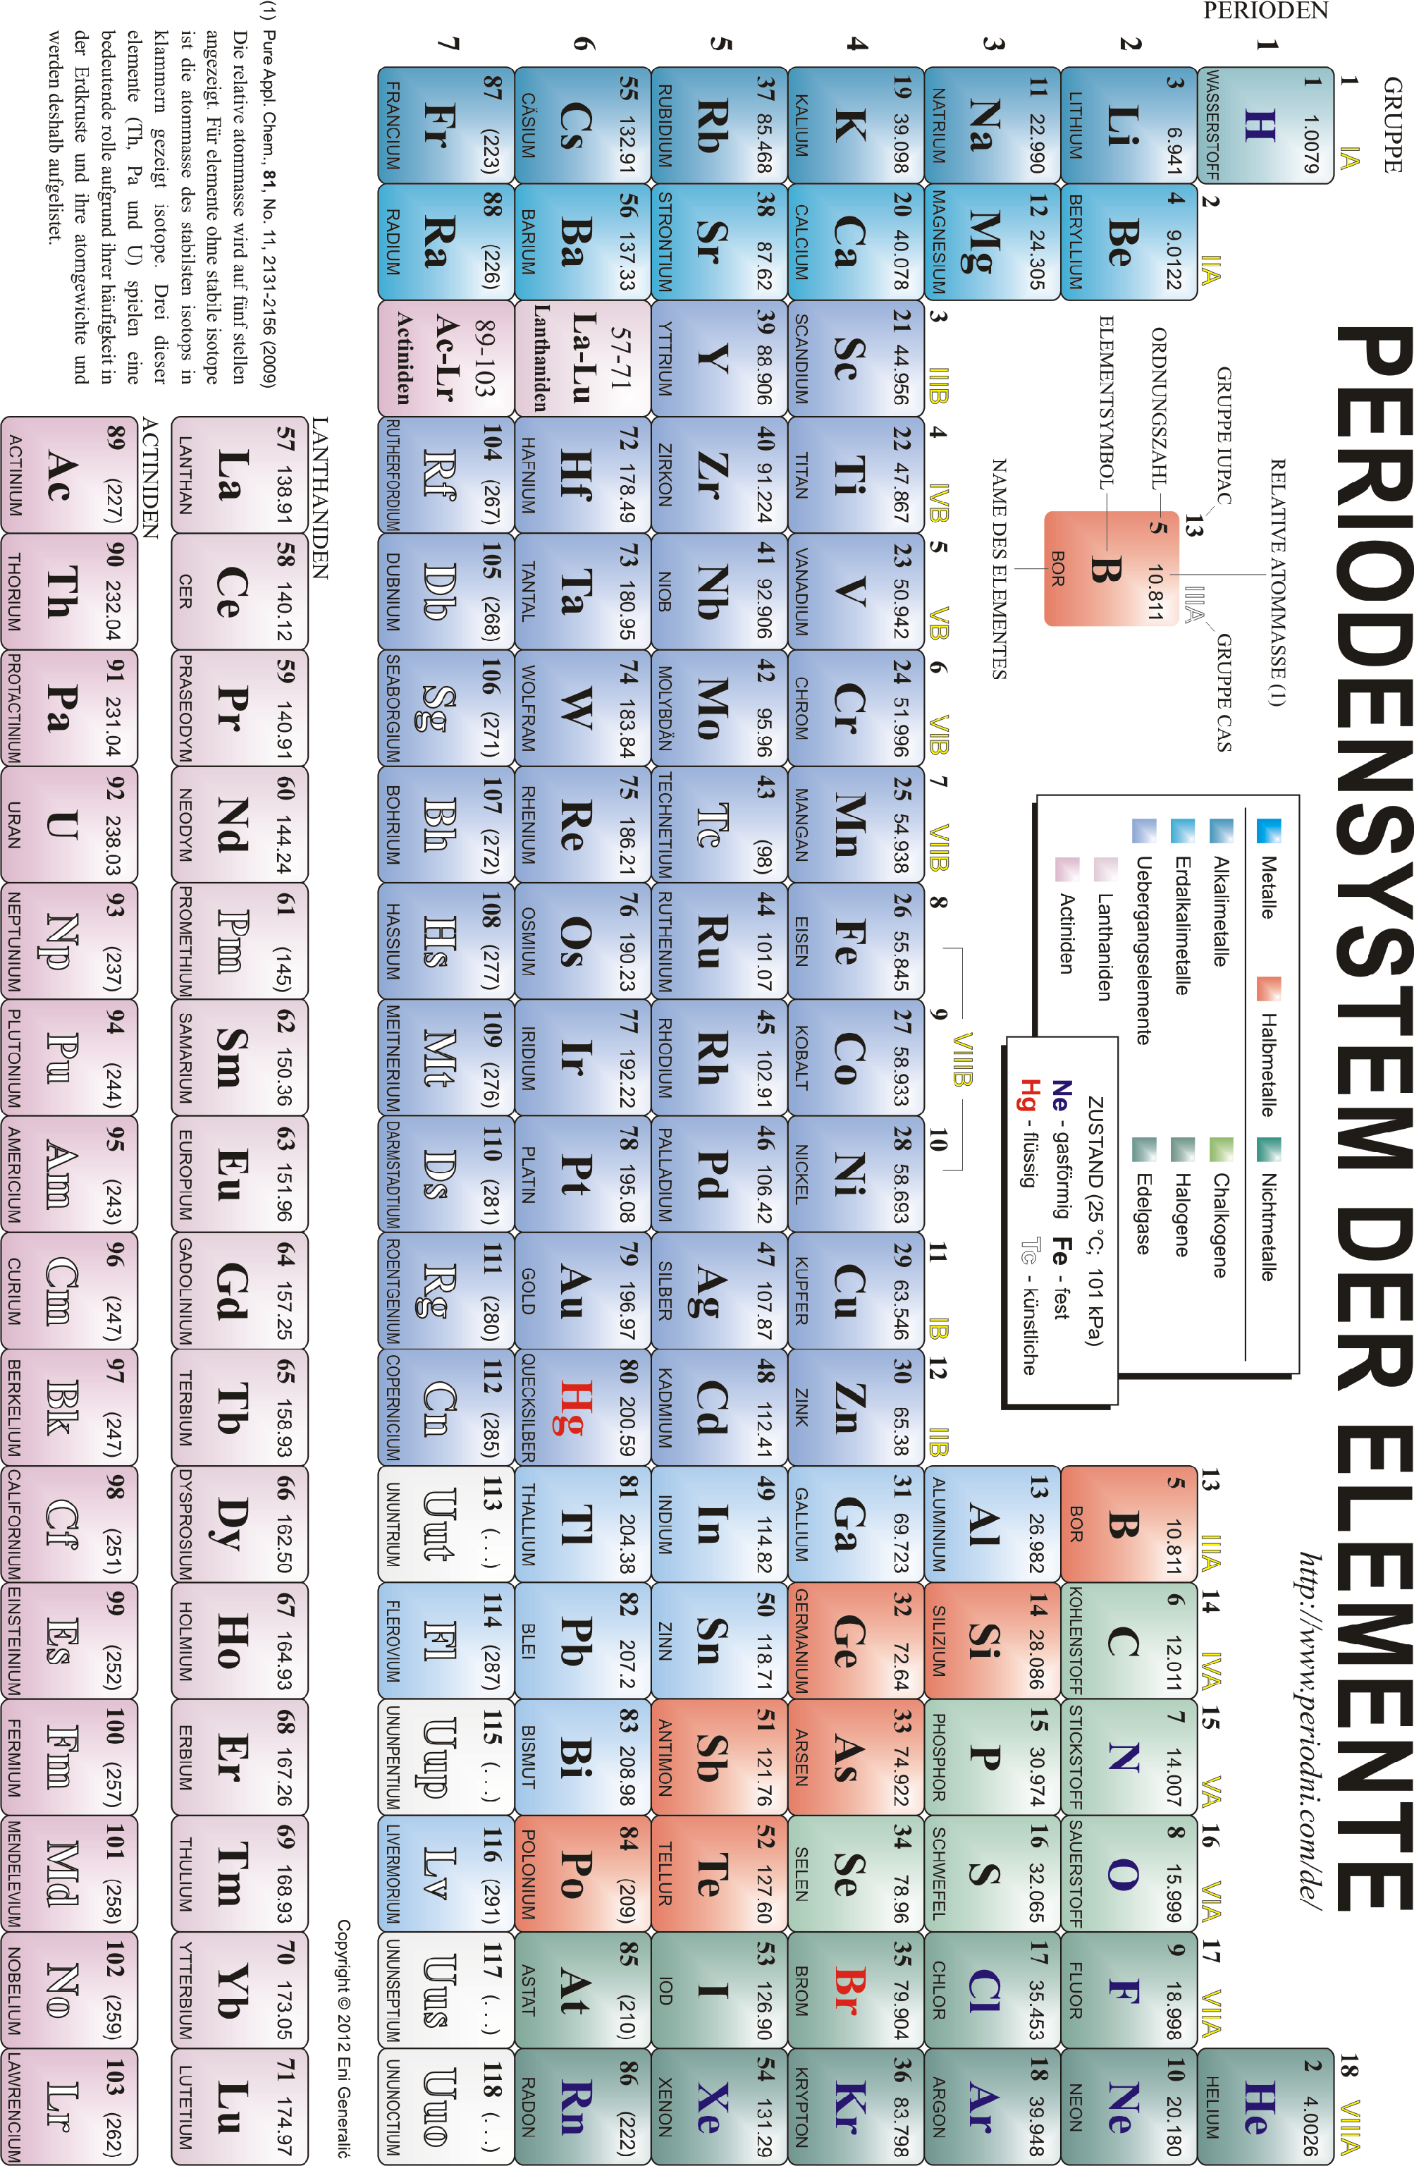 PERIODENSYSTEM DER ELEMENTE
http://www.periodni.com/de/
GRUPPE
PERIODEN
1 IA
2 IIA
3 IIIB
4 IVB
5 VB
6 VIB
7 VIIB
8
9
10
VIIIB
11 IB
12 IIB
13 IIIA
14 IVA
15 VA
16 VIA
17 VIIA
18 VIIIA
RELATIVE ATOMMASSE (1)
GRUPPE IUPAC
GRUPPE CAS
13 IIIA
ORDNUNGSZAHL
5 10.811
ELEMENTSYMBOL
B
BOR
NAME DES ELEMENTES
Metalle
Halbmetalle
Nichtmetalle
Alkalimetalle
Erdalkalimetalle
Uebergangselemente
Lanthaniden
Actiniden
Chalkogene
Halogene
Edelgase
ZUSTAND (25 °C; 101 kPa)
Ne - gasförmig Fe - fest
Hg - flüssig Tc - künstliche
1
1 1.0079
H
WASSERSTOFF
2 4.0026
He
HELIUM
2
3 6.941
Li
LITHIUM
4 9.0122
Be
BERYLLIUM
5 10.811
B
BOR
6 12.011
C
KOHLENSTOFF
7 14.007
N
STICKSTOFF
8 15.999
O
SAUERSTOFF
9 18.998
F
FLUOR
10 20.180
Ne
NEON
3
11 22.990
Na
NATRIUM
12 24.305
Mg
MAGNESIUM
13 26.982
Al
ALUMINIUM
14 28.086
Si
SILIZIUM
15 30.974
P
PHOSPHOR
16 32.065
S
SCHWEFEL
17 35.453
Cl
CHLOR
18 39.948
Ar
ARGON
4
19 39.098
K
KALIUM
20 40.078
Ca
CALCIUM
21 44.956
Sc
SCANDIUM
22 47.867
Ti
TITAN
23 50.942
V
VANADIUM
24 51.996
Cr
CHROM
25 54.938
Mn
MANGAN
26 55.845
Fe
EISEN
27 58.933
Co
KOBALT
28 58.693
Ni
NICKEL
29 63.546
Cu
KUPFER
30 65.38
Zn
ZINK
31 69.723
Ga
GALLIUM
32 72.64
Ge
GERMANIUM
33 74.922
As
ARSEN
34 78.96
Se
SELEN
35 79.904
Br
BROM
36 83.798
Kr
KRYPTON
5
37 85.468
Rb
RUBIDIUM
38 87.62
Sr
STRONTIUM
39 88.906
Y
YTTRIUM
40 91.224
Zr
ZIRKON
41 92.906
Nb
NIOB
42 95.96
Mo
MOLYBDÄN
43 (98)
Tc
TECHNETIUM
44 101.07
Ru
RUTHENIUM
45 102.91
Rh
RHODIUM
46 106.42
Pd
PALLADIUM
47 107.87
Ag
SILBER
48 112.41
Cd
KADMIUM
49 114.82
In
INDIUM
50 118.71
Sn
ZINN
51 121.76
Sb
ANTIMON
52 127.60
Te
TELLUR
53 126.90
I
IOD
54 131.29
Xe
XENON
6
55 132.91
Cs
CÄSIUM
56 137.33
Ba
BARIUM
57-71
La-Lu
Lanthaniden
72 178.49
Hf
HAFNIUM
73 180.95
Ta
TANTAL
74 183.84
W
WOLFRAM
75 186.21
Re
RHENIUM
76 190.23
Os
OSMIUM
77 192.22
Ir
IRIDIUM
78 195.08
Pt
PLATIN
79 196.97
Au
GOLD
80 200.59
Hg
QUECKSILBER
81 204.38
Tl
THALLIUM
82 207.2
Pb
BLEI
83 208.98
Bi
BISMUT
84 (209)
Po
POLONIUM
85 (210)
At
ASTAT
86 (222)
Rn
RADON
7
87 (223)
Fr
FRANCIUM
88 (226)
Ra
RADIUM
89-103
Ac-Lr
Actiniden
104 (267)
Rf
RUTHERFORDIUM
105 (268)
Db
DUBNIUM
106 (271)
Sg
SEABORGIUM
107 (272)
Bh
BOHRIUM
108 (277)
Hs
HASSIUM
109 (276)
Mt
MEITNERIUM
110 (281)
Ds
DARMSTADTIUM
111 (280)
Rg
ROENTGENIUM
112 (285)
Cn
COPERNICIUM
113 (...)
Uut
UNUNTRIUM
114 (287)
Fl
FLEROVIUM
115 (...)
Uup
UNUNPENTIUM
116 (291)
Lv
LIVERMORIUM
117 (...)
Uus
UNUNSEPTIUM
118 (...)
Uuo
UNUNOCTIUM
Copyright © 2012 Eni Generalić
LANTHANIDEN
57 138.91
La
LANTHAN
58 140.12
Ce
CER
59 140.91
Pr
PRASEODYM
60 144.24
Nd
NEODYM
61 (145)
Pm
PROMETHIUM
62 150.36
Sm
SAMARIUM
63 151.96
Eu
EUROPIUM
64 157.25
Gd
GADOLINIUM
65 158.93
Tb
TERBIUM
66 162.50
Dy
DYSPROSIUM
67 164.93
Ho
HOLMIUM
68 167.26
Er
ERBIUM
69 168.93
Tm
THULIUM
70 173.05
Yb
YTTERBIUM
71 174.97
Lu
LUTETIUM
ACTINIDEN
89 (227)
Ac
ACTINIUM
90 232.04
Th
THORIUM
91 231.04
Pa
PROTACTINIUM
92 238.03
U
URAN
93 (237)
Np
NEPTUNIUM
94 (244)
Pu
PLUTONIUM
95 (243)
Am
AMERICIUM
96 (247)
Cm
CURIUM
97 (247)
Bk
BERKELIUM
98 (251)
Cf
CALIFORNIUM
99 (252)
Es
EINSTEINIUM
100 (257)
Fm
FERMIUM
101 (258)
Md
MENDELEVIUM
102 (259)
No
NOBELIUM
103 (262)
Lr
LAWRENCIUM
(1) Pure Appl. Chem., 81, No. 11, 2131-2156 (2009)
Die relative atommasse wird auf fünf stellen
angezeigt. Für elemente ohne stabile isotope
ist die atommasse des stabilsten isotops in
klammern gezeigt isotope. Drei dieser
elemente (Th, Pa und U) spielen eine
bedeutende rolle aufgrund ihrer häufigkeit in
der Erdkruste und ihre atomgewichte und
werden deshalb aufgelistet.